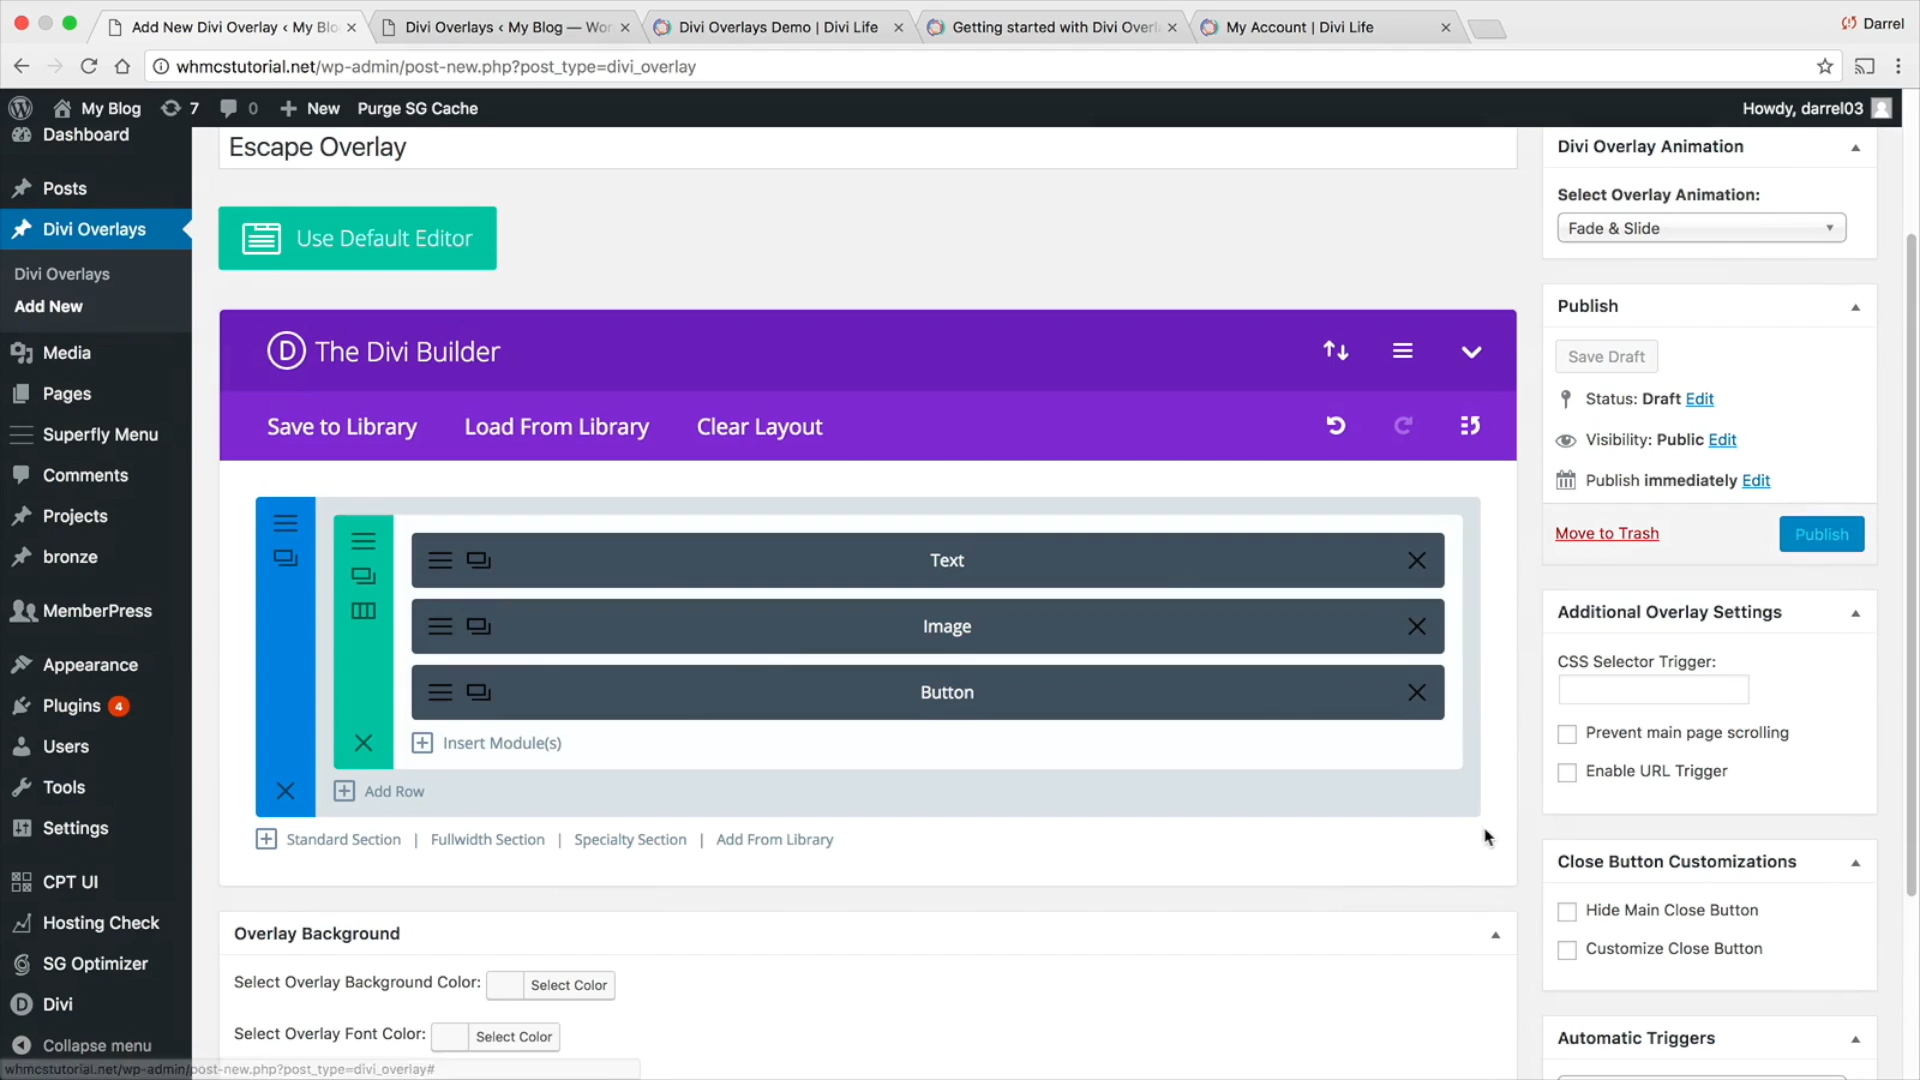 Add New Divi Overlay ‹ My Blo
Divi Overlays ‹ My Blog — Wor
Divi Overlays Demo | Divi Life
Getting started with Divi Overl
My Account | Divi Life
Darrel
whmcstutorial.net/wp-admin/post-new.php?post_type=divi_overlay
My Blog
7
0
New
Purge SG Cache
Howdy, darrel03
Dashboard
Posts
Divi Overlays
Divi Overlays
Add New
Media
Pages
Superfly Menu
Comments
Projects
bronze
MemberPress
Appearance
Plugins 4
Users
Tools
Settings
CPT UI
Hosting Check
SG Optimizer
Divi
Collapse menu
whmcstutorial.net/wp-admin/post-new.php?post_type=divi_overlay#
Escape Overlay
Use Default Editor
D The Divi Builder
Save to Library
Load From Library
Clear Layout
Text
Image
Button
Insert Module(s)
Add Row
Standard Section | Fullwidth Section | Specialty Section | Add From Library
Overlay Background
Select Overlay Background Color: Select Color
Select Overlay Font Color: Select Color
Divi Overlay Animation
Select Overlay Animation:
Fade & Slide
Publish
Save Draft
Status: Draft Edit
Visibility: Public Edit
Publish immediately Edit
Move to Trash
Publish
Additional Overlay Settings
CSS Selector Trigger:
Prevent main page scrolling
Enable URL Trigger
Close Button Customizations
Hide Main Close Button
Customize Close Button
Automatic Triggers